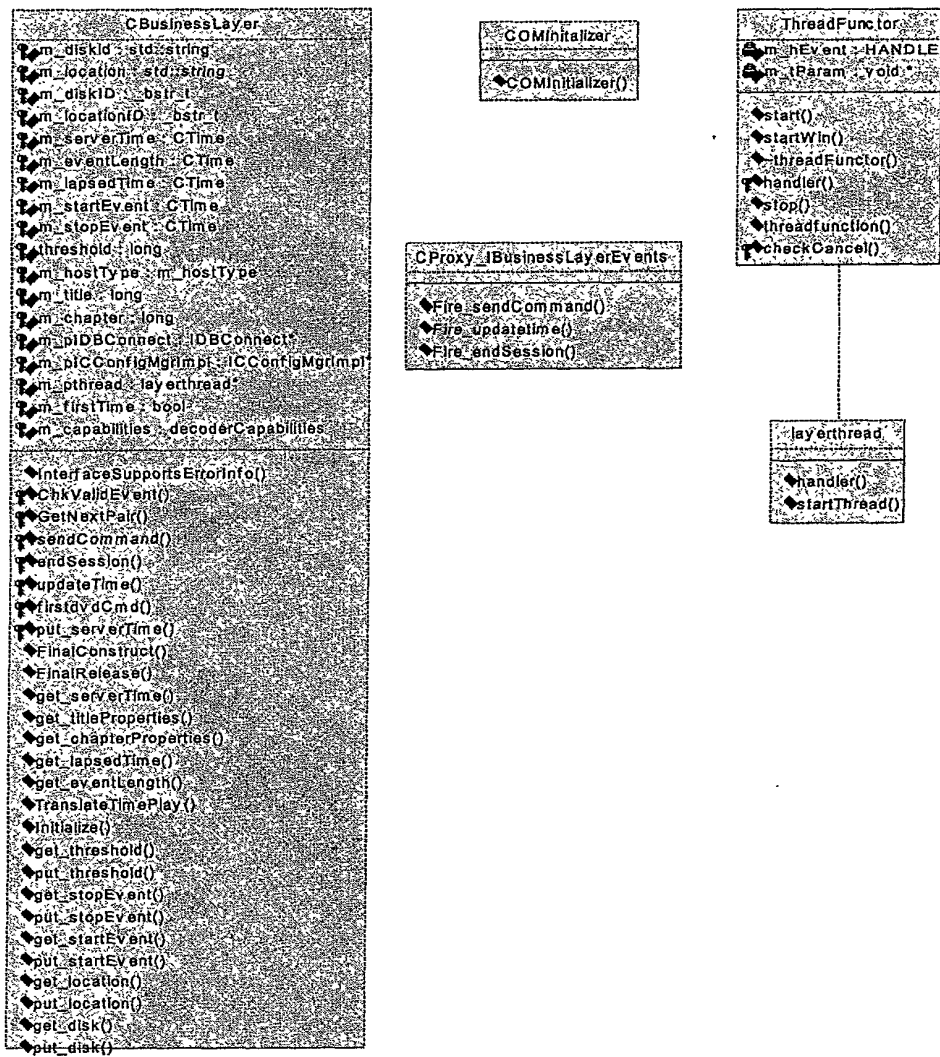 CBusinessLayer
m_diskId : std::string
m_location : std::string
m_diskID : _bstr_t
m_locationID : _bstr_t
m_serverTime : CTime
m_eventLength : CTime
m_lapsedTime : CTime
m_startEvent : CTime
m_stopEvent : CTime
threshold : long
m_hostType : m_hostType
m_title : long
m_chapter : long
m_pIDBConnect : IDBConnect*
m_pICConfigMgrImpl : ICConfigMgrImpl*
m_pthread : layerthread*
m_firstTime : bool
m_capabilities : decoderCapabilities
InterfaceSupportsErrorInfo()
ChkValidEvent()
GetNextPair()
sendCommand()
endSession()
updateTime()
firstdvdCmd()
put_serverTime()
FinalConstruct()
FinalRelease()
get_serverTime()
get_titleProperties()
get_chapterProperties()
get_lapsedTime()
get_eventLength()
TranslateTimePlay()
Initialize()
get_threshold()
put_threshold()
get_stopEvent()
put_stopEvent()
get_startEvent()
put_startEvent()
get_location()
put_location()
get_disk()
put_disk()
COMInitalizer
COMInitializer()
CProxy_IBusinessLayerEvents
Fire_sendCommand()
Fire_updatetime()
Fire_endSession()
ThreadFunctor
m_hEvent : HANDLE
m_tParam : void *
start()
startWin()
~threadFunctor()
handler()
stop()
threadfunction()
checkCancel()
layerthread
handler()
startThread()